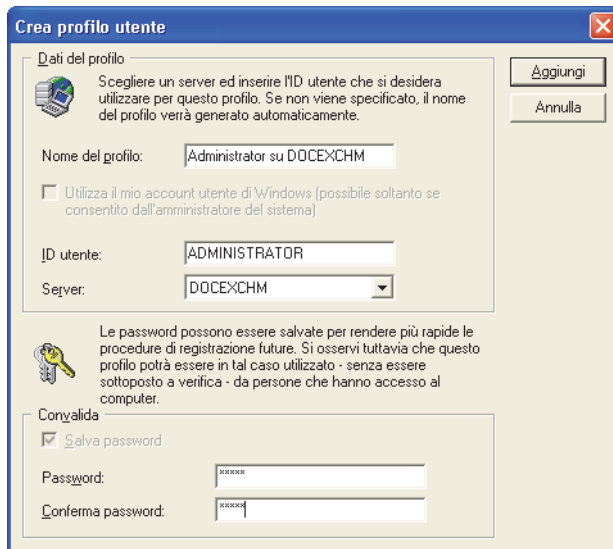 Crea profilo utente
Dati del profilo
Scegliere un server ed inserire l'ID utente che si desidera
utilizzare per questo profilo. Se non viene specificato, il nome
del profilo verrà generato automaticamente.
Aggiungi
Annulla
Nome del profilo: Administrator su DOCEXCHM
Utilizza il mio account utente di Windows (possibile soltanto se
consentito dall'amministratore del sistema)
ID utente: ADMINISTRATOR
Server: DOCEXCHM
Le password possono essere salvate per rendere più rapide le
procedure di registrazione future. Si osservi tuttavia che questo
profilo potrà essere in tal caso utilizzato - senza essere
sottoposto a verifica - da persone che hanno accesso al
computer.
Convalida
Salva password
Password: *****
Conferma password: *****